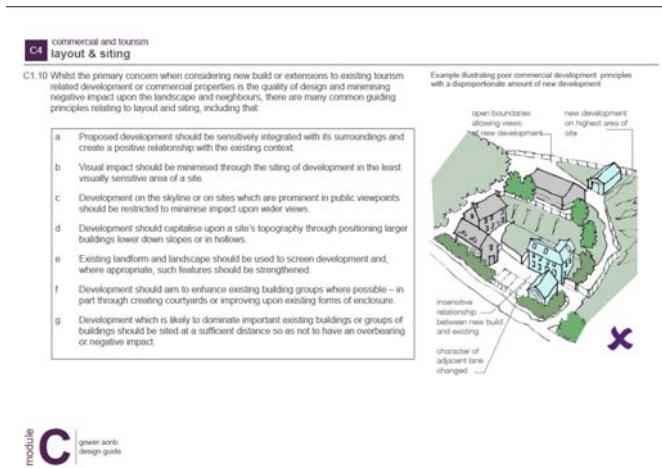 C4
commercial and tourism
layout & siting
C1.10 Whilst the primary concern when considering new build or extensions to existing tourism
related development or commercial properties is the quality of design and minimising
negative impact upon the landscape and neighbours, there are many common guiding
principles relating to layout and siting, including that:
a Proposed development should be sensitively integrated with its surroundings and
create a positive relationship with the existing context.
b Visual impact should be minimised through the siting of development in the least
visually sensitive area of a site.
c Development on the skyline or on sites which are prominent in public viewpoints
should be restricted to minimise impact upon wider views.
d Development should capitalise upon a site's topography through positioning larger
buildings lower down slopes or in hollows.
e Existing landform and landscape should be used to screen development and,
where appropriate, such features should be strengthened.
f Development should aim to enhance existing building groups where possible – in
part through creating courtyards or improving upon existing forms of enclosure.
g Development which is likely to dominate important existing buildings or groups of
buildings should be sited at a sufficient distance so as not to have an overbearing
or negative impact.
Example illustrating poor commercial development principles
with a disproportionate amount of new development
open boundaries
allowing views
of new development
new development
on highest area of
site
insensitive
relationship
between new build
and existing
character of
adjacent lane
changed
module
C
gower aonb
design guide